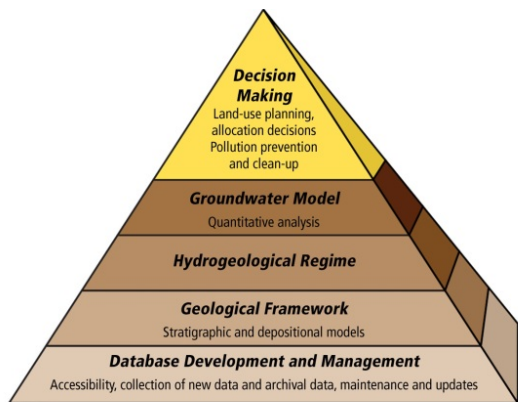 Decision
Making
Land-use planning,
allocation decisions
Pollution prevention
and clean-up
Groundwater Model
Quantitative analysis
Hydrogeological Regime
Geological Framework
Stratigraphic and depositional models
Database Development and Management
Accessibility, collection of new data and archival data, maintenance and updates